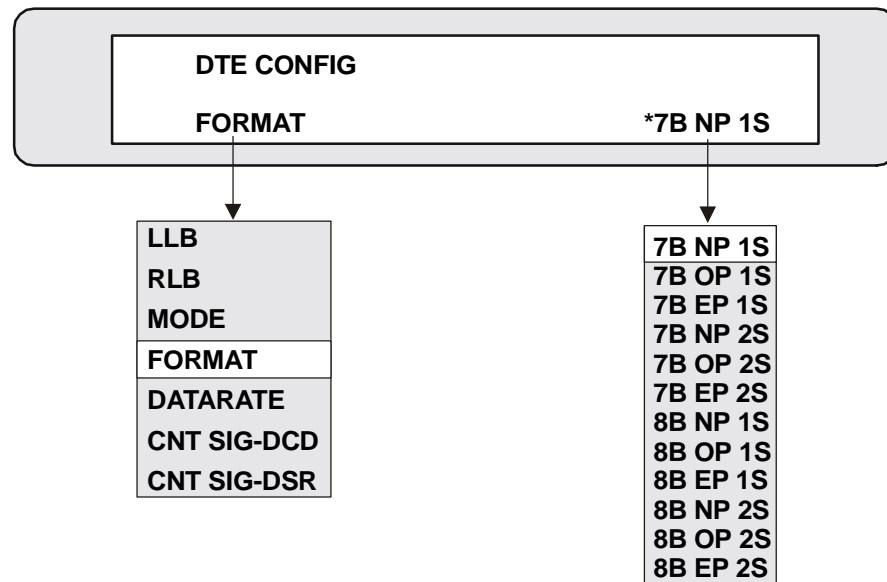 DTE CONFIG
FORMAT *7B NP 1S
LLB
RLB
MODE
FORMAT
DATARATE
CNT SIG-DCD
CNT SIG-DSR
7B NP 1S
7B OP 1S
7B EP 1S
7B NP 2S
7B OP 2S
7B EP 2S
8B NP 1S
8B OP 1S
8B EP 1S
8B NP 2S
8B OP 2S
8B EP 2S